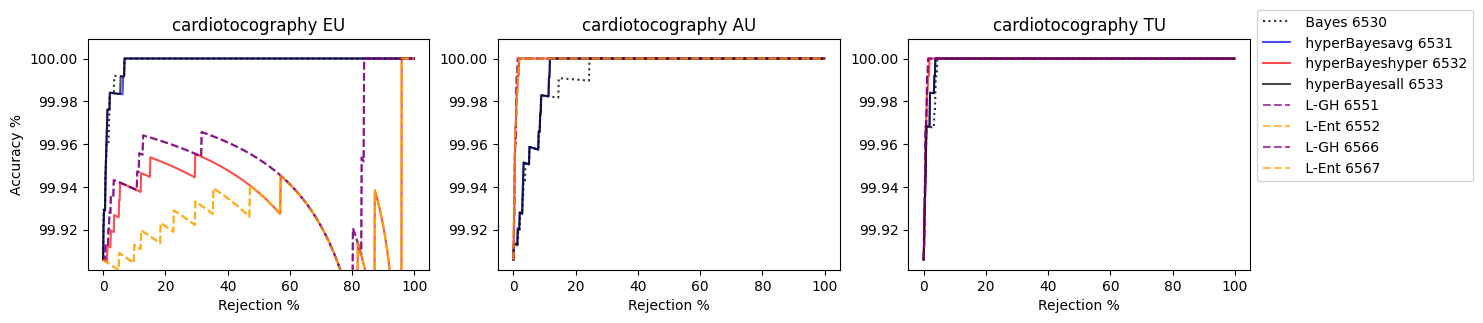 cardiotocography EU
100.00
99.98
99.96
99.94
99.92
Accuracy %
0 20 40 60 80 100
Rejection %
cardiotocography AU
100.00
99.98
99.96
99.94
99.92
0 20 40 60 80 100
Rejection %
cardiotocography TU
100.00
99.98
99.96
99.94
99.92
0 20 40 60 80 100
Rejection %
Bayes 6530
hyperBayesavg 6531
hyperBayeshyper 6532
hyperBayesall 6533
L-GH 6551
L-Ent 6552
L-GH 6566
L-Ent 6567